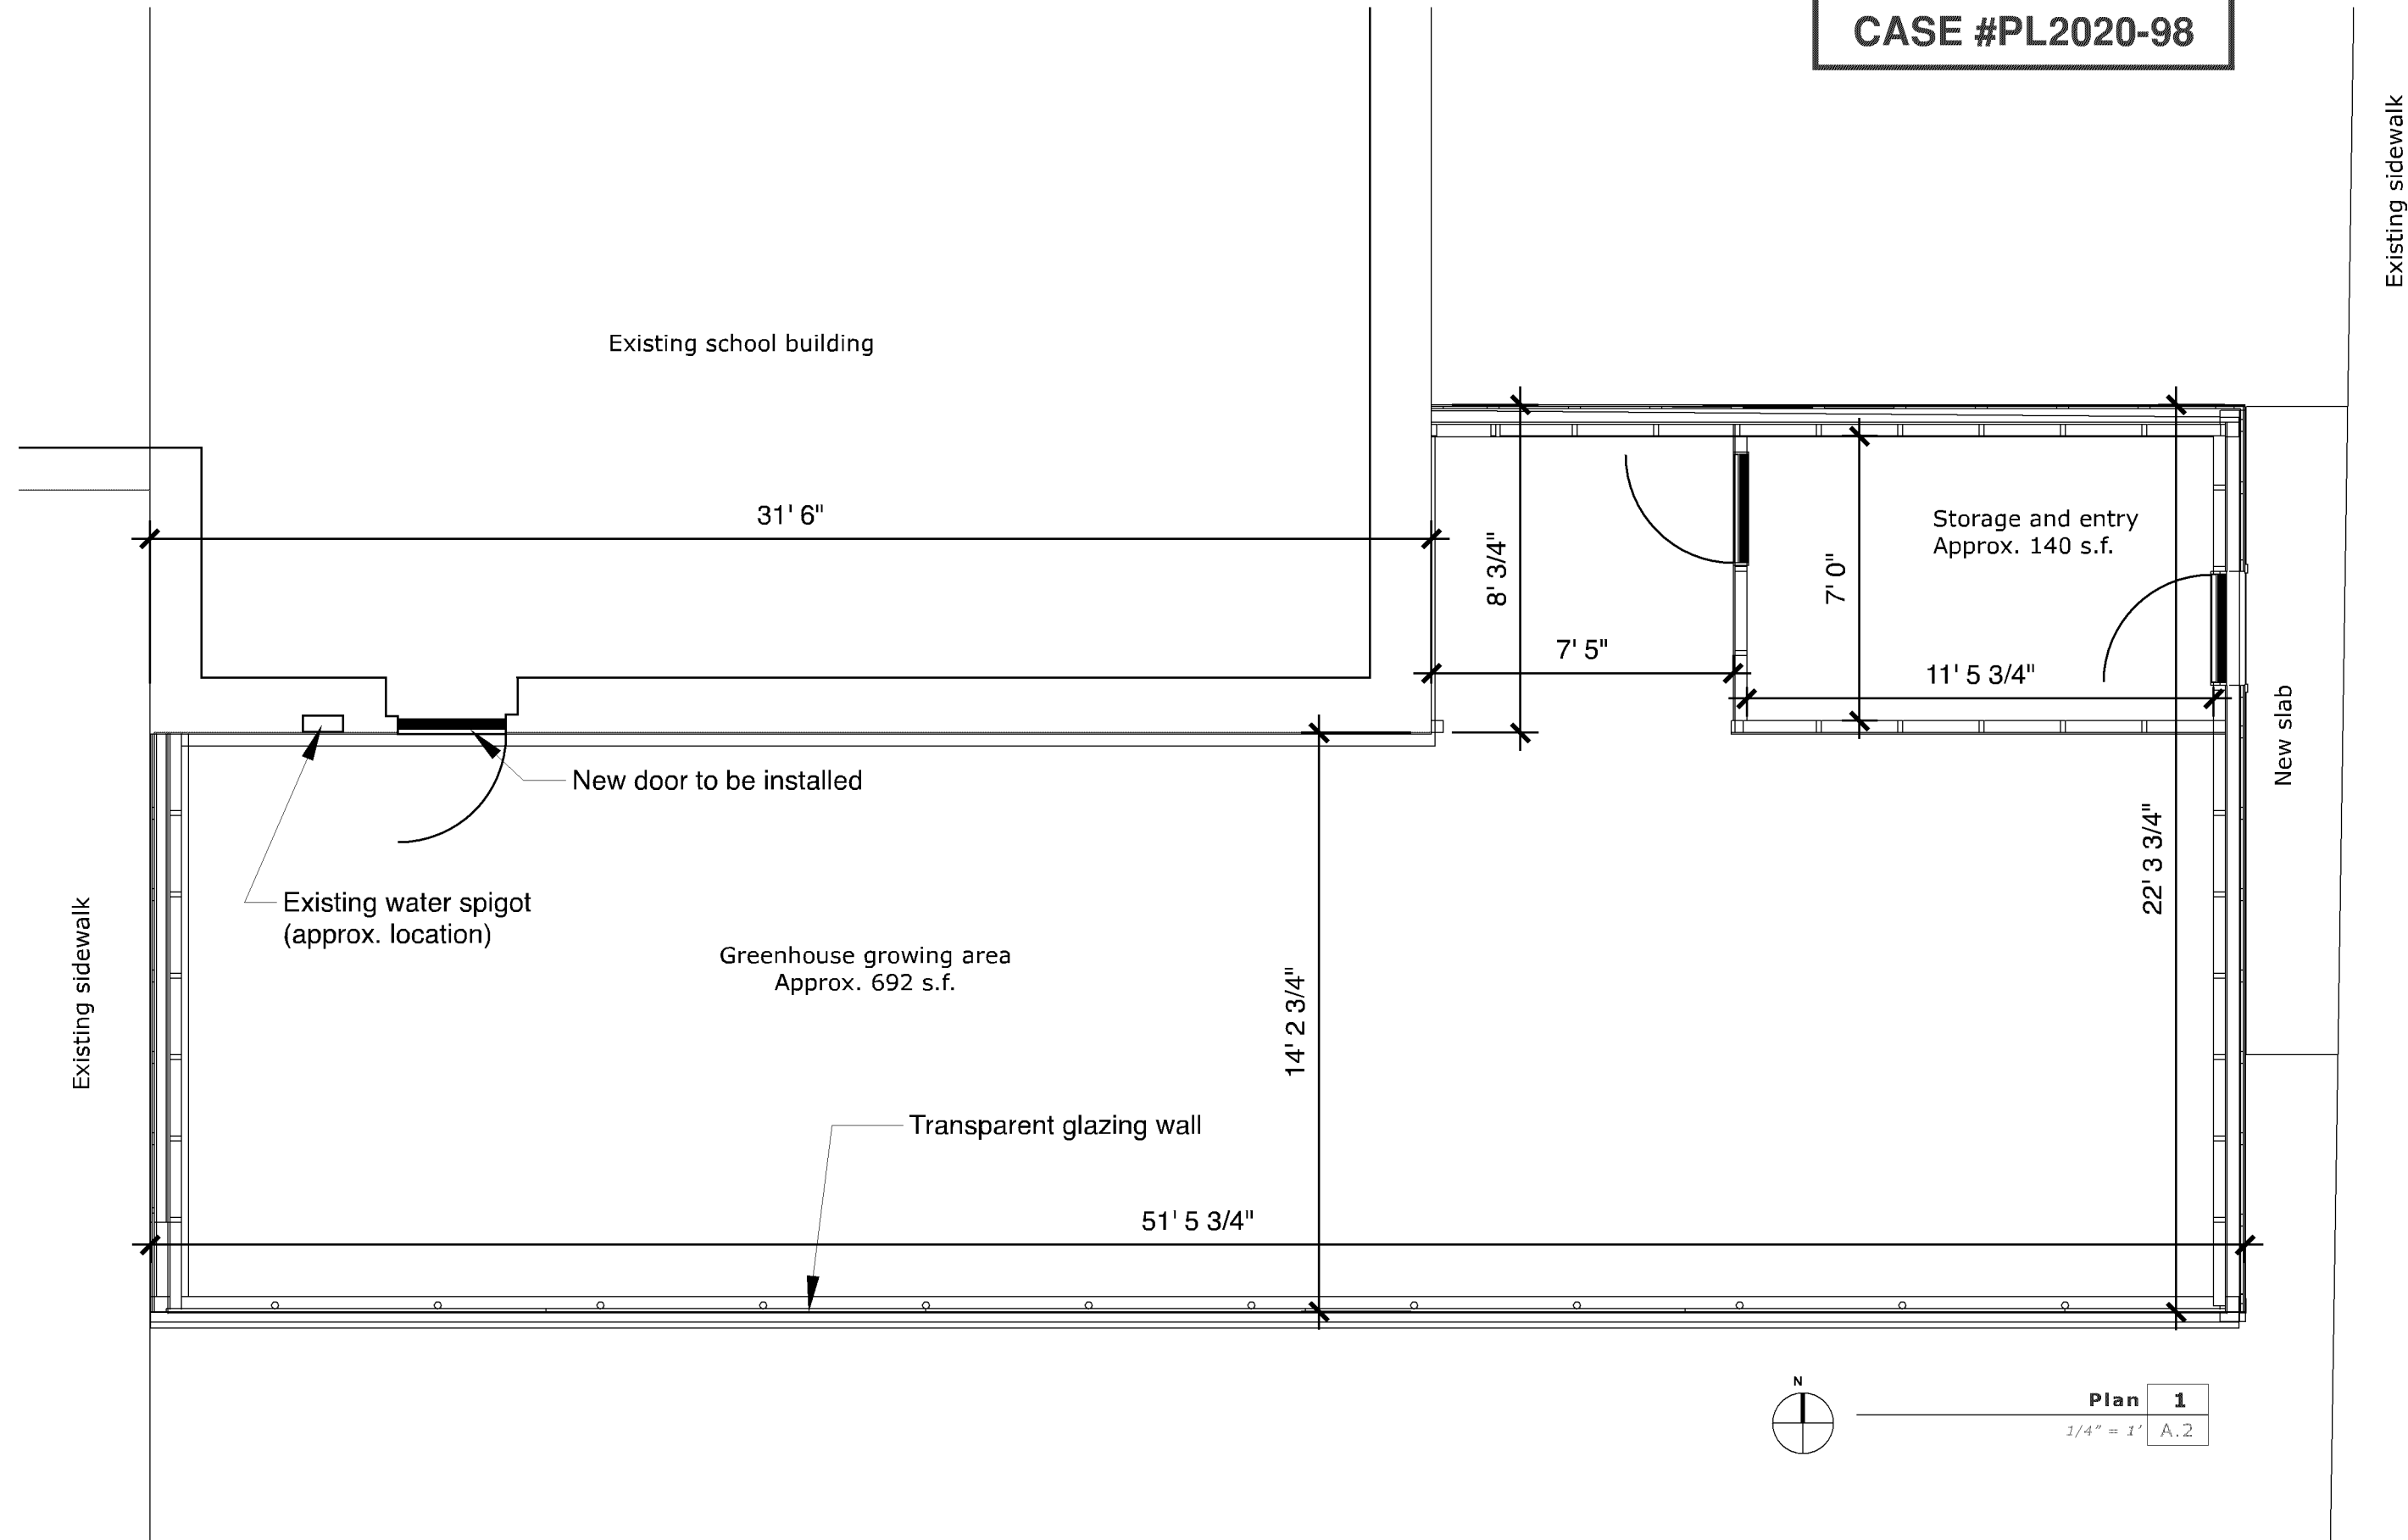 CASE #PL2020-98
Existing sidewalk
Existing school building
31' 6"
8' 3/4"
7' 0"
Storage and entry
Approx. 140 s.f.
7' 5"
11' 5 3/4"
New slab
New door to be installed
22' 3 3/4"
Existing water spigot
(approx. location)
Existing sidewalk
Greenhouse growing area
Approx. 692 s.f.
14' 2 3/4"
Transparent glazing wall
51' 5 3/4"
N
Plan 1
1/4" = 1' A.2